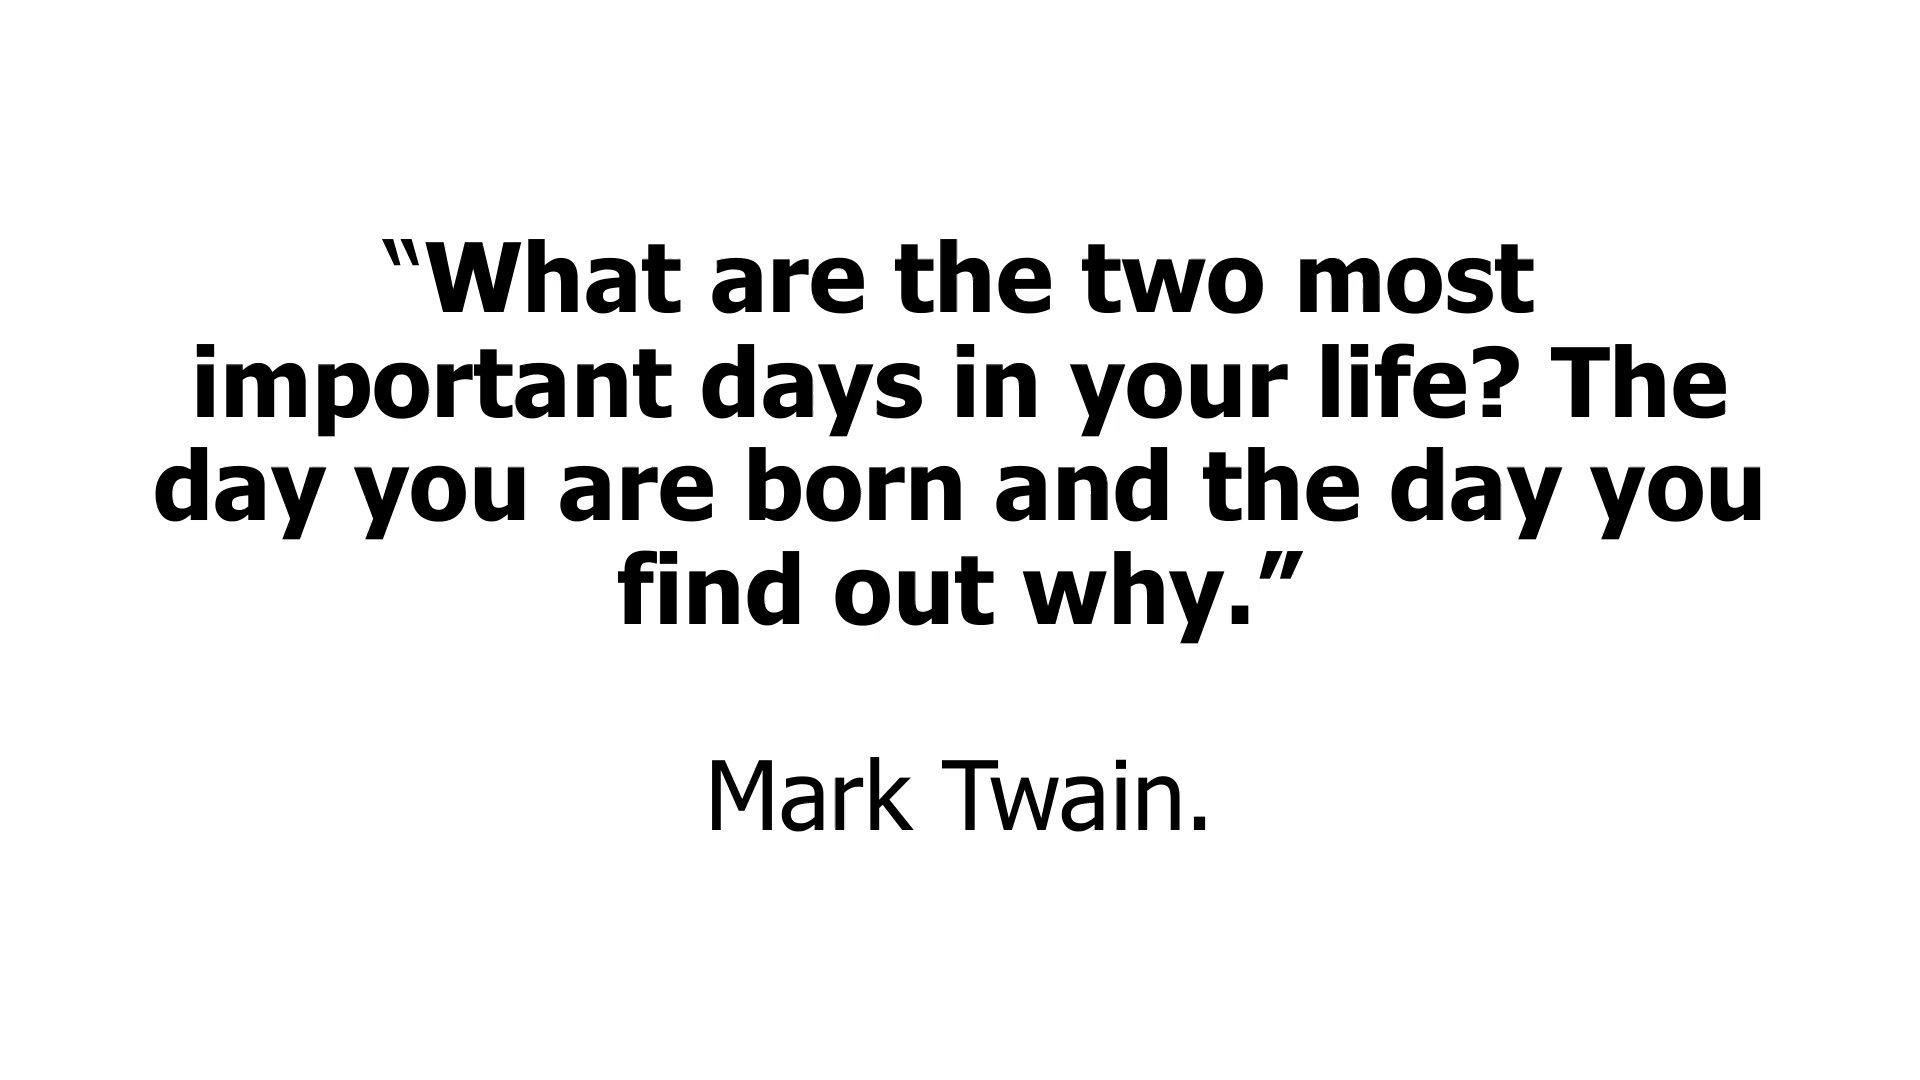 “What are the two most
important days in your life? The
day you are born and the day you
find out why.”
Mark Twain.